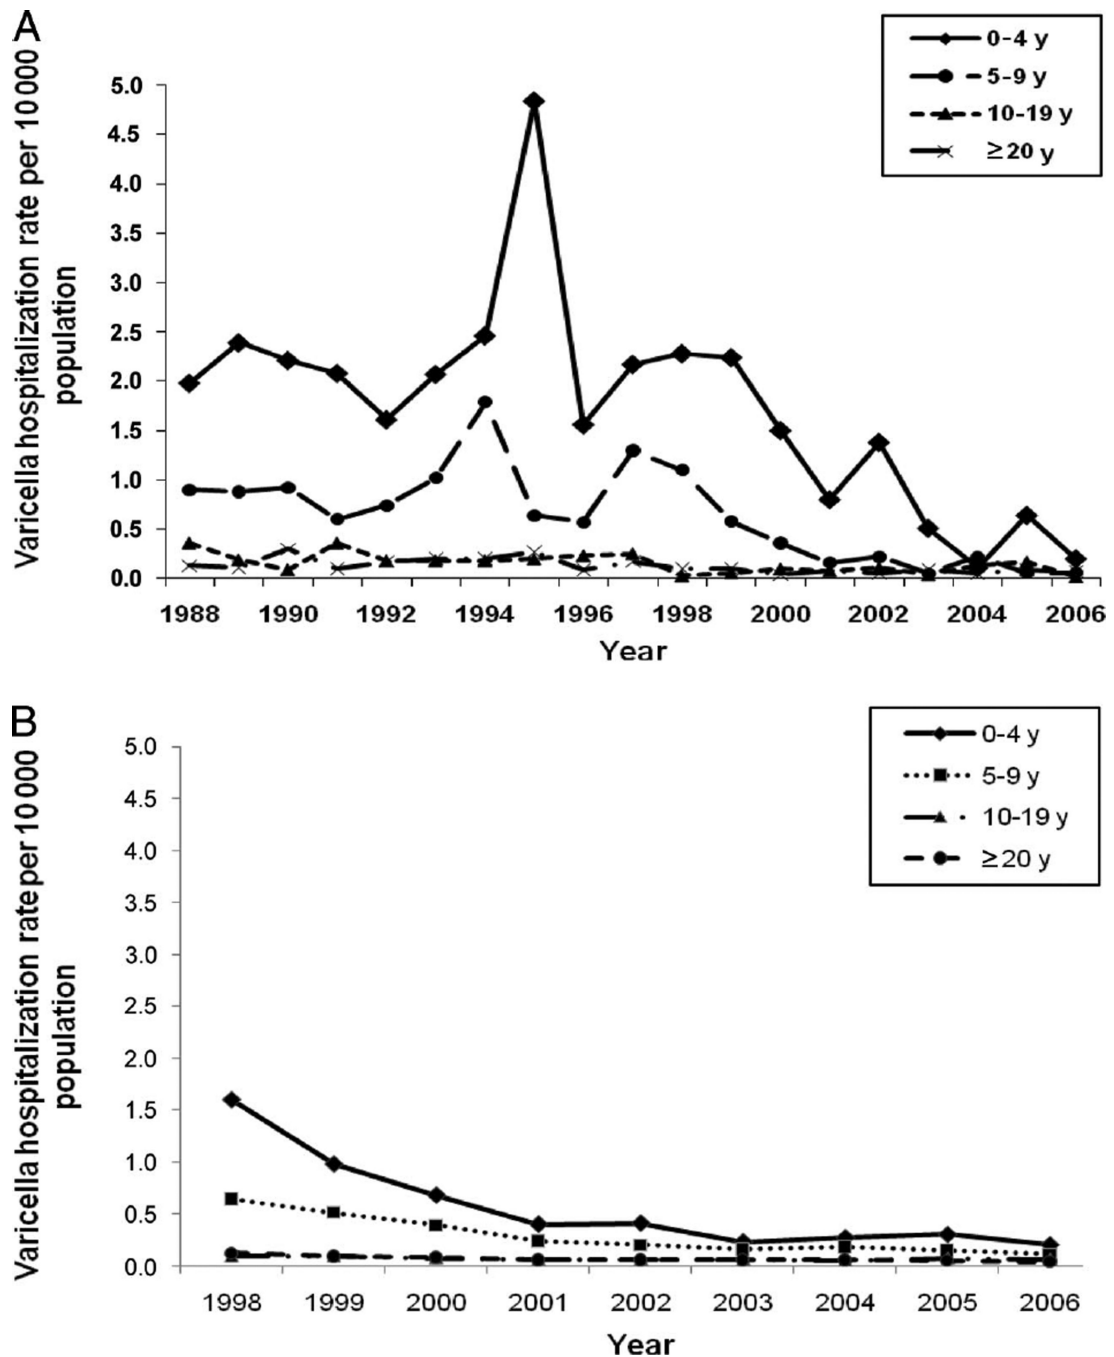 A
Varicella hospitalization rate per 10 000
population
0-4 y
5-9 y
10-19 y
≥20 y
5.0
4.5
4.0
3.5
3.0
2.5
2.0
1.5
1.0
0.5
0.0
1988 1990 1992 1994 1996 1998 2000 2002 2004 2006
Year
B
Varicella hospitalization rate per 10 000
population
0-4 y
5-9 y
10-19 y
≥20 y
5.0
4.5
4.0
3.5
3.0
2.5
2.0
1.5
1.0
0.5
0.0
1998 1999 2000 2001 2002 2003 2004 2005 2006
Year